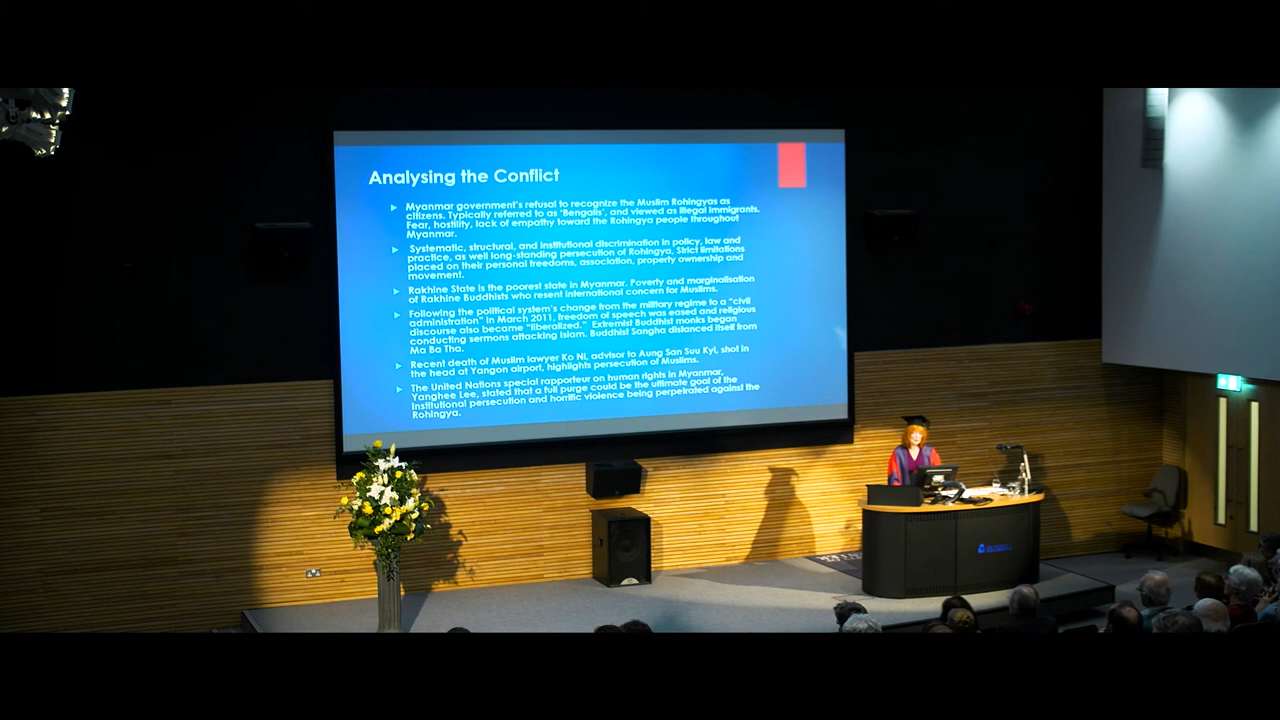 Analysing the Conflict
Myanmar government's refusal to recognize the Muslim Rohingyas as
citizens. Typically referred to as 'Bengalis', and viewed as illegal immigrants.
Fear, hostility, lack of empathy toward the Rohingya people throughout
Myanmar.
Systematic, structural, and institutional discrimination in policy, law and
practice, as well long-standing persecution of Rohingya. Strict limitations
placed on their personal freedoms, association, property ownership and
movement.
Rakhine State is the poorest state in Myanmar. Poverty and marginalisation
of Rakhine Buddhists who resent international concern for Muslims.
Following the political system's change from the military regime to a "civil
administration" in March 2011, freedom of speech was eased and religious
discourse also became "liberalized." Extremist Buddhist monks began
conducting sermons attacking Islam. Buddhist Sangha distanced itself from
Ma Ba Tha.
Recent death of Muslim lawyer Ko Ni, advisor to Aung San Suu Kyi, shot in
the head at Yangon airport, highlights persecution of Muslims.
The United Nations special rapporteur on human rights in Myanmar,
Yanghee Lee, stated that a full purge could be the ultimate goal of the
institutional persecution and horrific violence being perpetrated against the
Rohingya.